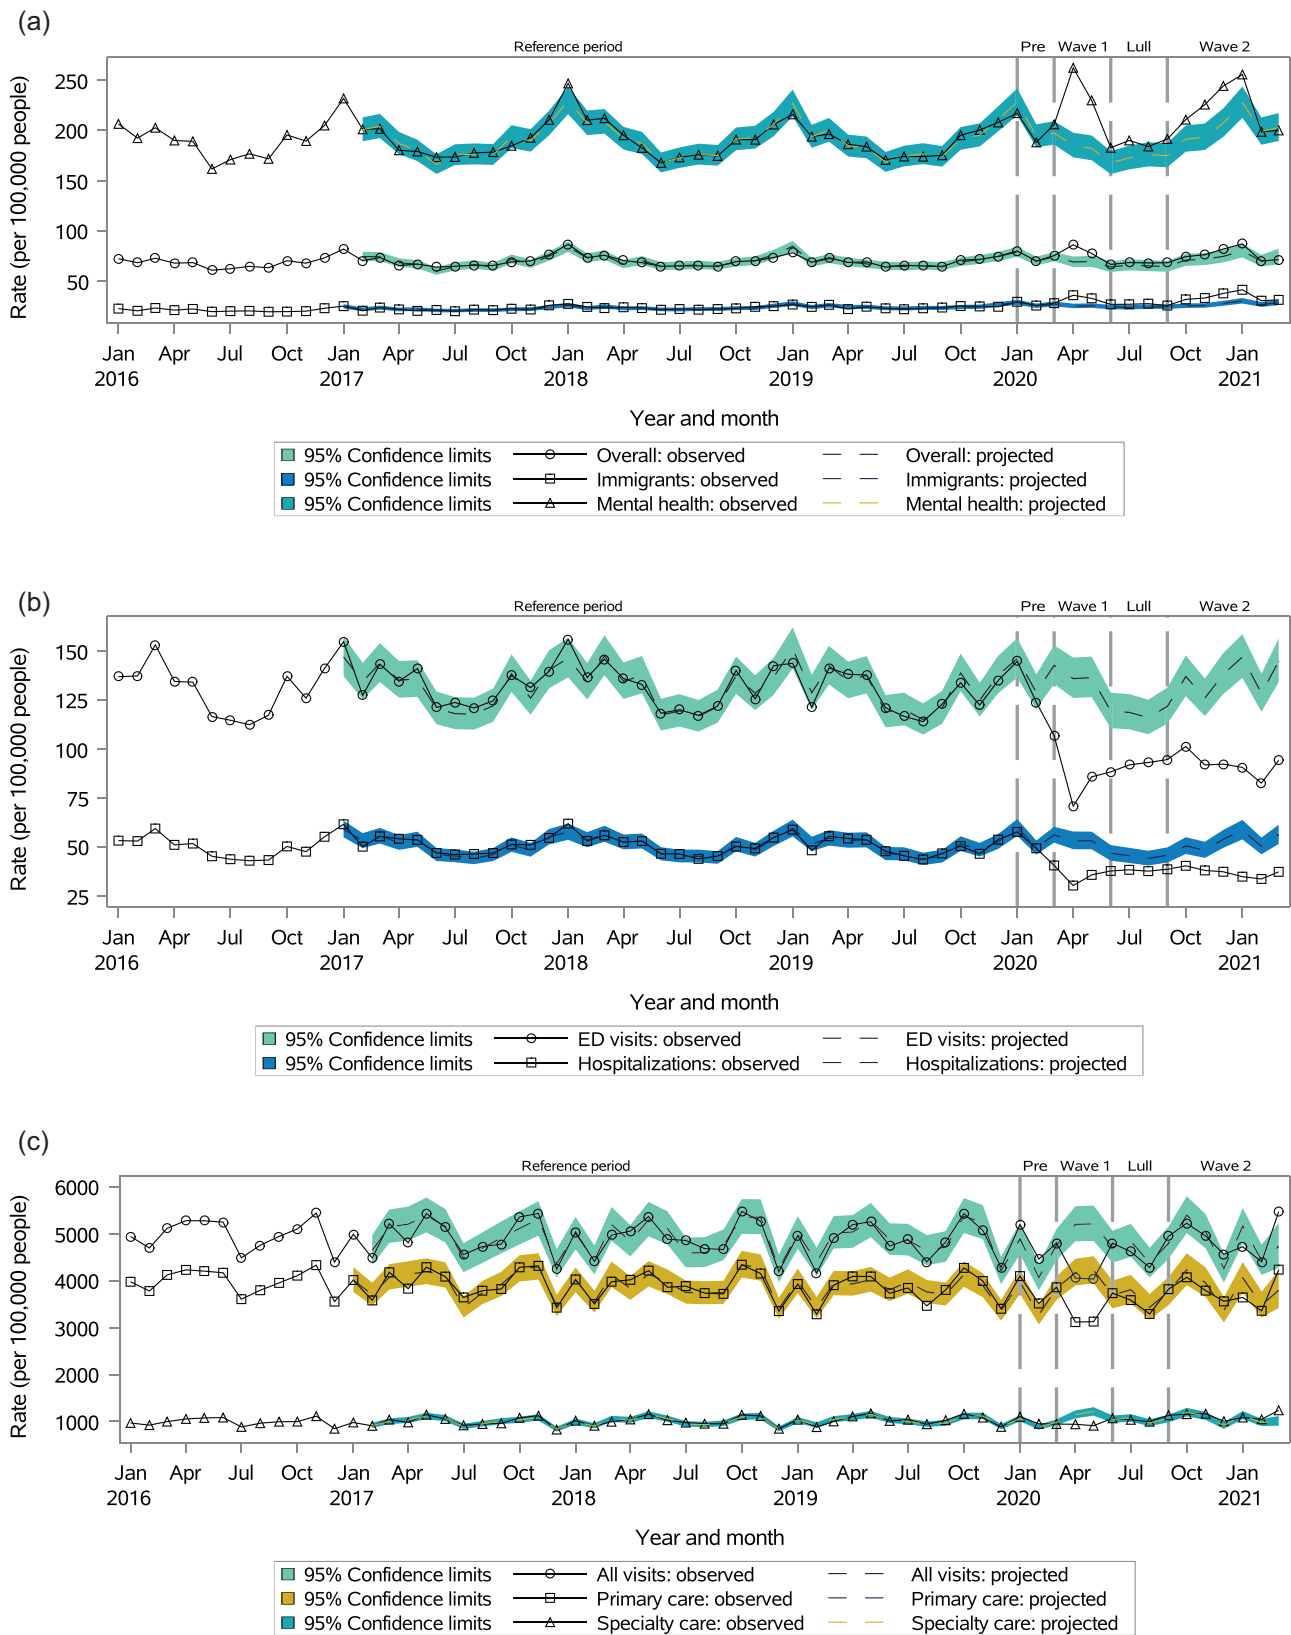 (a)
Reference period Pre Wave 1 Lull Wave 2
Rate (per 100,000 people)
250
200
150
100
50
Jan Apr Jul Oct Jan Apr Jul Oct Jan Apr Jul Oct Jan Apr Jul Oct Jan Apr Jul Oct Jan
2016 2017 2018 2019 2020 2021
Year and month
95% Confidence limits Overall: observed Overall: projected
95% Confidence limits Immigrants: observed Immigrants: projected
95% Confidence limits Mental health: observed Mental health: projected
(b)
Reference period Pre Wave 1 Lull Wave 2
Rate (per 100,000 people)
150
125
100
75
50
25
Jan Apr Jul Oct Jan Apr Jul Oct Jan Apr Jul Oct Jan Apr Jul Oct Jan Apr Jul Oct Jan
2016 2017 2018 2019 2020 2021
Year and month
95% Confidence limits ED visits: observed ED visits: projected
95% Confidence limits Hospitalizations: observed Hospitalizations: projected
(c)
Reference period Pre Wave 1 Lull Wave 2
Rate (per 100,000 people)
6000
5000
4000
3000
2000
1000
Jan Apr Jul Oct Jan Apr Jul Oct Jan Apr Jul Oct Jan Apr Jul Oct Jan Apr Jul Oct Jan
2016 2017 2018 2019 2020 2021
Year and month
95% Confidence limits All visits: observed All visits: projected
95% Confidence limits Primary care: observed Primary care: projected
95% Confidence limits Specialty care: observed Specialty care: projected